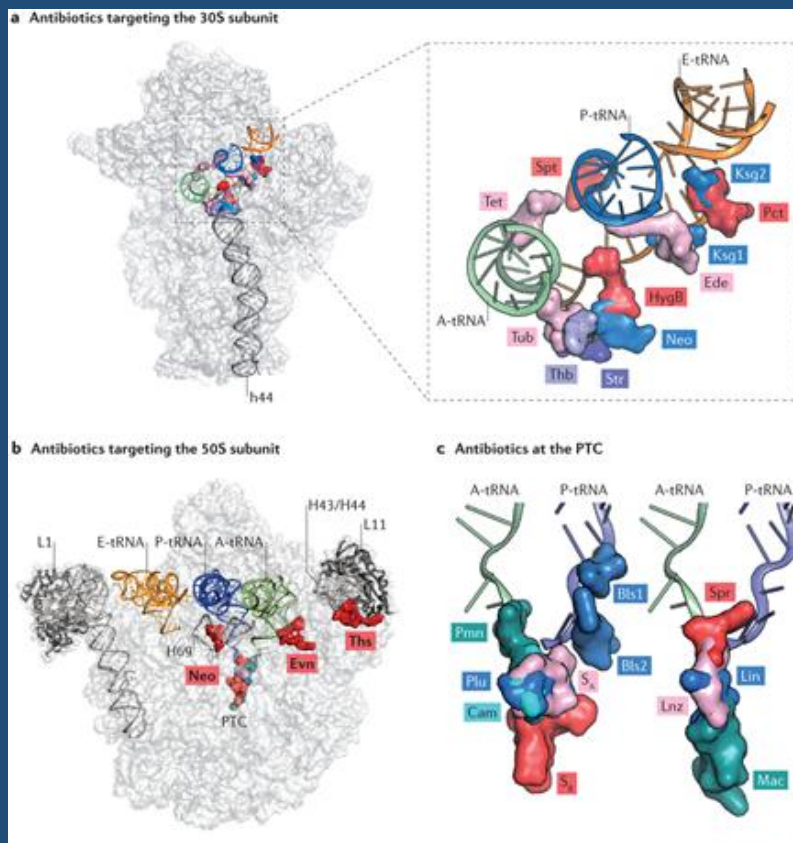 a Antibiotics targeting the 30S subunit
E-tRNA
P-tRNA
Spt
Ksg2
Tet
Pct
Ksg1
Ede
HygB
A-tRNA
Tub
Neo
Thb
Str
h44
b Antibiotics targeting the 50S subunit
H43/H44
L1
E-tRNA P-tRNA A-tRNA
L11
H69
Ths
Neo
Evn
PTC
c Antibiotics at the PTC
A-tRNA P-tRNA A-tRNA P-tRNA
Bls1
Spr
Pmn
Bls2
Plu
Lin
Cam
Lnz
Mac